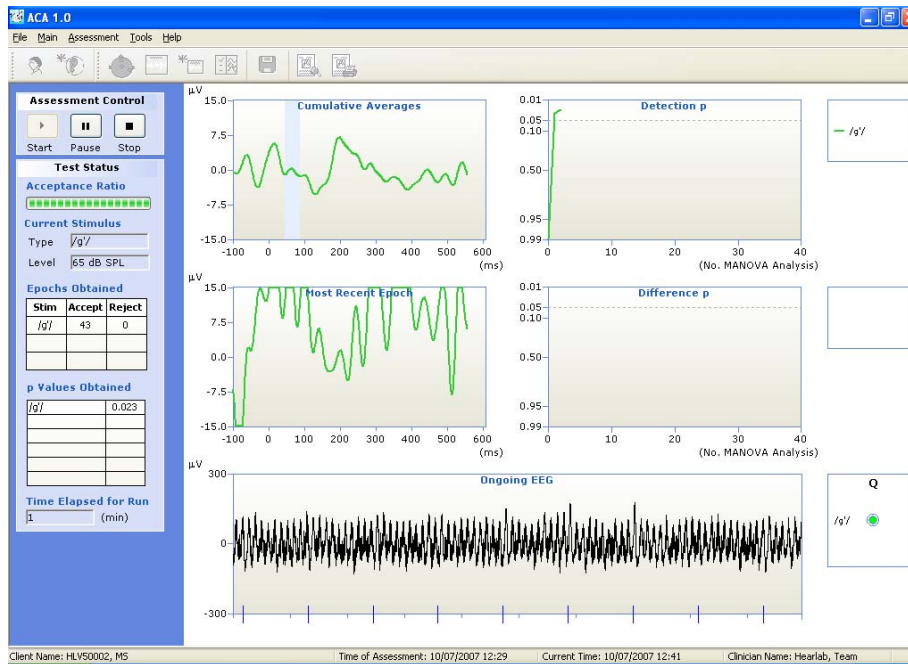 ACA 1.0
File Main Assessment Tools Help
Assessment Control
Start Pause Stop
Test Status
Acceptance Ratio
Current Stimulus
Type /g'/
Level 65 dB SPL
Epochs Obtained
Stim Accept Reject
/g'/ 43 0
p Values Obtained
/g'/ 0.023
Time Elapsed for Run
1 (min)
µV
Cumulative Averages
15.0
7.5
0.0
-7.5
-15.0
-100 0 100 200 300 400 500 600
(ms)
Detection p
0.01
0.05
0.10
0.50
0.95
0.99
0 10 20 30 40
(No. MANOVA Analysis)
/g'/
µV
Most Recent Epoch
15.0
7.5
0.0
-7.5
-15.0
-100 0 100 200 300 400 500 600
(ms)
Difference p
0.01
0.05
0.10
0.50
0.95
0.99
0 10 20 30 40
(No. MANOVA Analysis)
µV
Ongoing EEG
300
0
-300
Q
/g'/
Client Name: HLV50002, MS Time of Assessment: 10/07/2007 12:29 Current Time: 10/07/2007 12:41 Clinician Name: Hearlab, Team